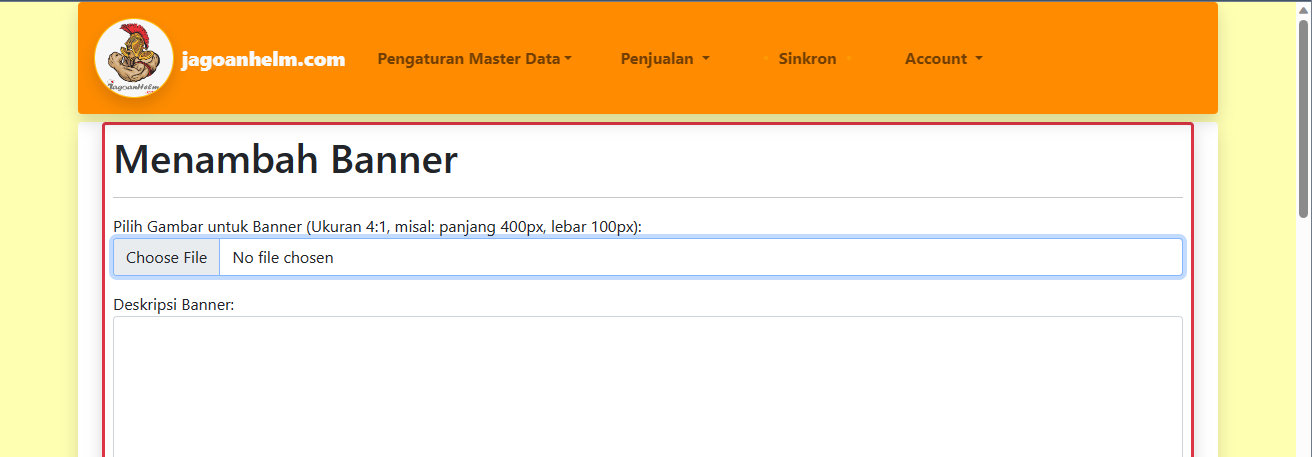 JagoanHelm
jagoanhelm.com Pengaturan Master Data Penjualan Sinkron Account
Menambah Banner
Pilih Gambar untuk Banner (Ukuran 4:1, misal: panjang 400px, lebar 100px):
Choose File No file chosen
Deskripsi Banner: